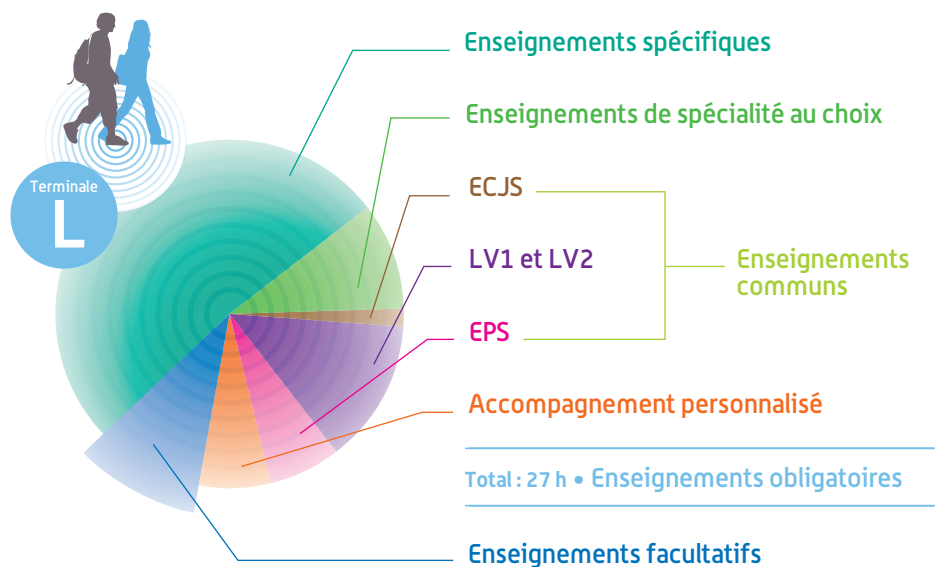 Enseignements spécifiques
Enseignements de spécialité au choix
Terminale
L
ECJS
LV1 et LV2
Enseignements
communs
EPS
Accompagnement personnalisé
Total : 27 h • Enseignements obligatoires
Enseignements facultatifs